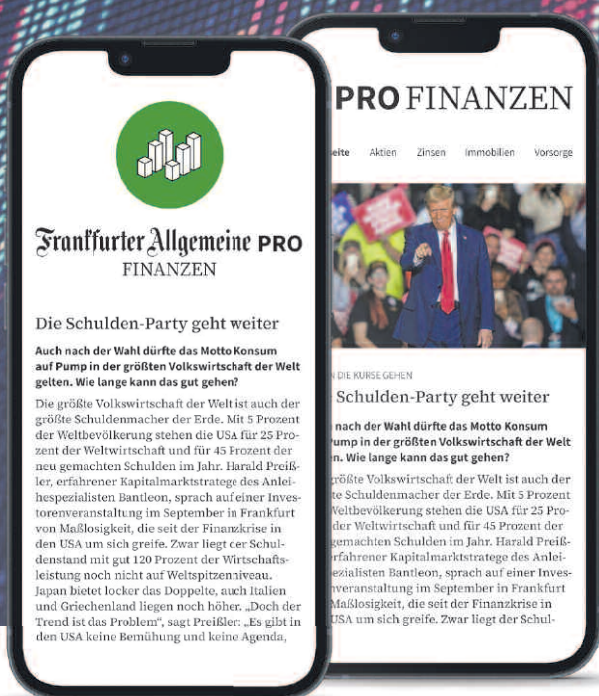 Frankfurter Allgemeine PRO
FINANZEN
Die Schulden-Party geht weiter
Auch nach der Wahl dürfte das Motto Konsum
auf Pump in der größten Volkswirtschaft der Welt
gelten. Wie lange kann das gut gehen?
Die größte Volkswirtschaft der Welt ist auch der
größte Schuldenmacher der Erde. Mit 5 Prozent
der Weltbevölkerung stehen die USA für 25 Pro-
zent der Weltwirtschaft und für 45 Prozent der
neu gemachten Schulden im Jahr. Harald Preiß-
ler, erfahrener Kapitalmarktstratege des Anlei-
hespezialisten Bantleon, sprach auf einer Inves-
torenveranstaltung im September in Frankfurt
von Maßlosigkeit, die seit der Finanzkrise in
den USA um sich greife. Zwar liegt der Schul-
denstand mit gut 120 Prozent der Wirtschafts-
leistung noch nicht auf Weltspitzenniveau.
Japan bietet locker das Doppelte, auch Italien
und Griechenland liegen noch höher. „Doch der
Trend ist das Problem“, sagt Preißler: „Es gibt in
den USA keine Bemühung und keine Agenda,
PRO FINANZEN
eite Aktien Zinsen Immobilien Vorsorge
N DIE KURSE GEHEN
Schulden-Party geht weiter
nach der Wahl dürfte das Motto Konsum
Pump in der größten Volkswirtschaft der Welt
n. Wie lange kann das gut gehen?
größte Volkswirtschaft der Welt ist auch der
te Schuldenmacher der Erde. Mit 5 Prozent
Weltbevölkerung stehen die USA für 25 Pro-
der Weltwirtschaft und für 45 Prozent der
gemachten Schulden im Jahr. Harald Preiß-
erfahrener Kapitalmarktstratege des Anlei-
ezialisten Bantleon, sprach auf einer Inves-
nveranstaltung im September in Frankfurt
Maßlosigkeit, die seit der Finanzkrise in
USA um sich greife. Zwar liegt der Schul-